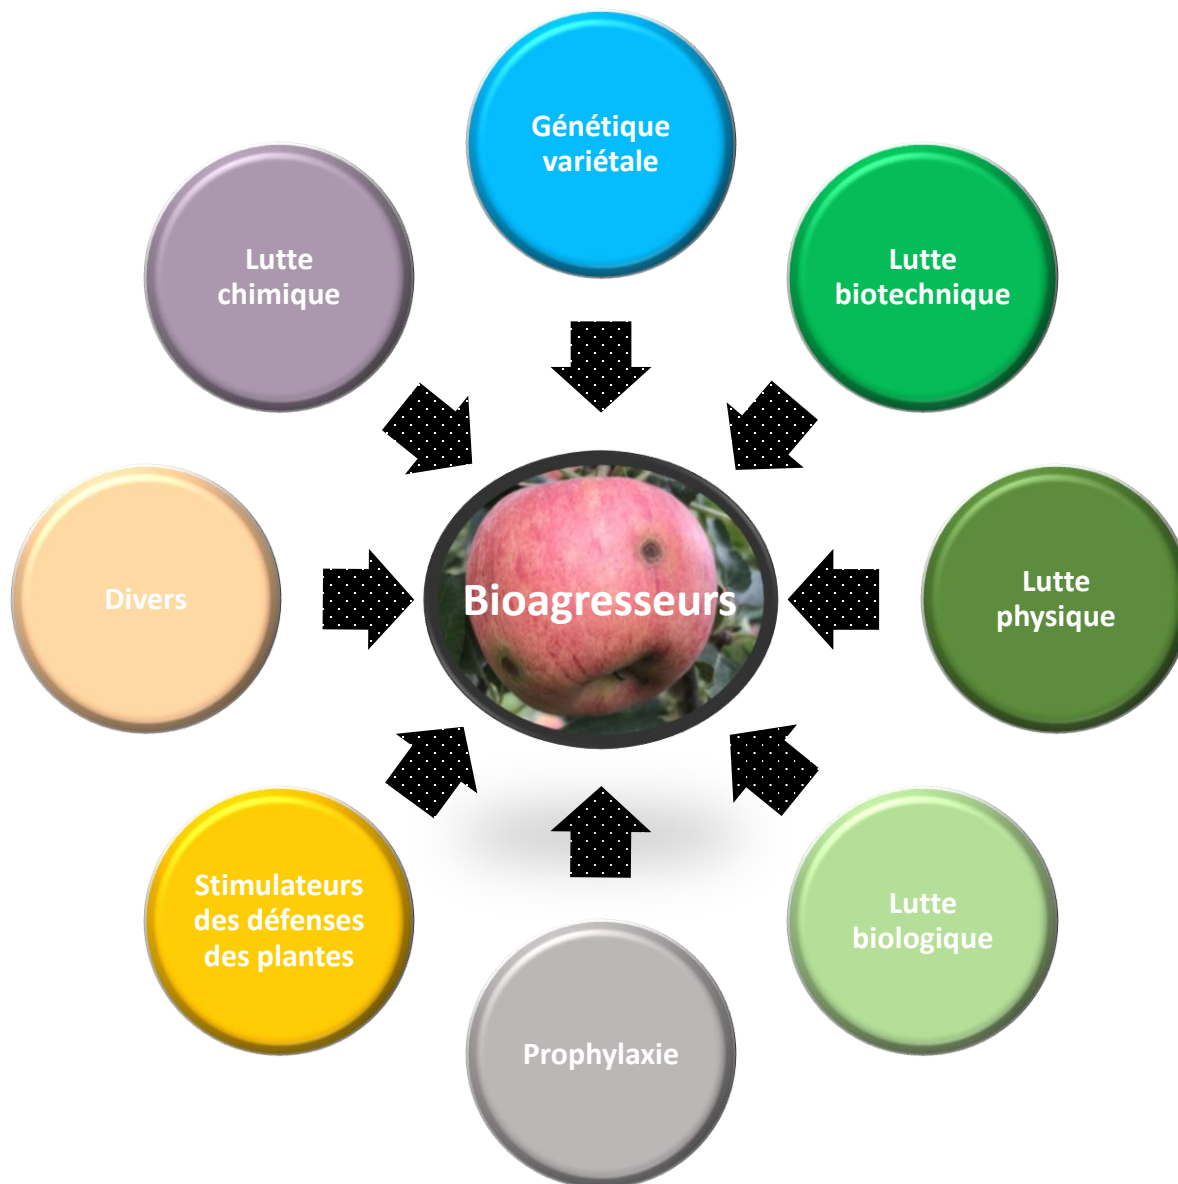 Génétique
variétale
Lutte
biotechnique
Lutte
physique
Lutte
biologique
Prophylaxie
Stimulateurs
des défenses
des plantes
Divers
Lutte
chimique
Bioagresseurs